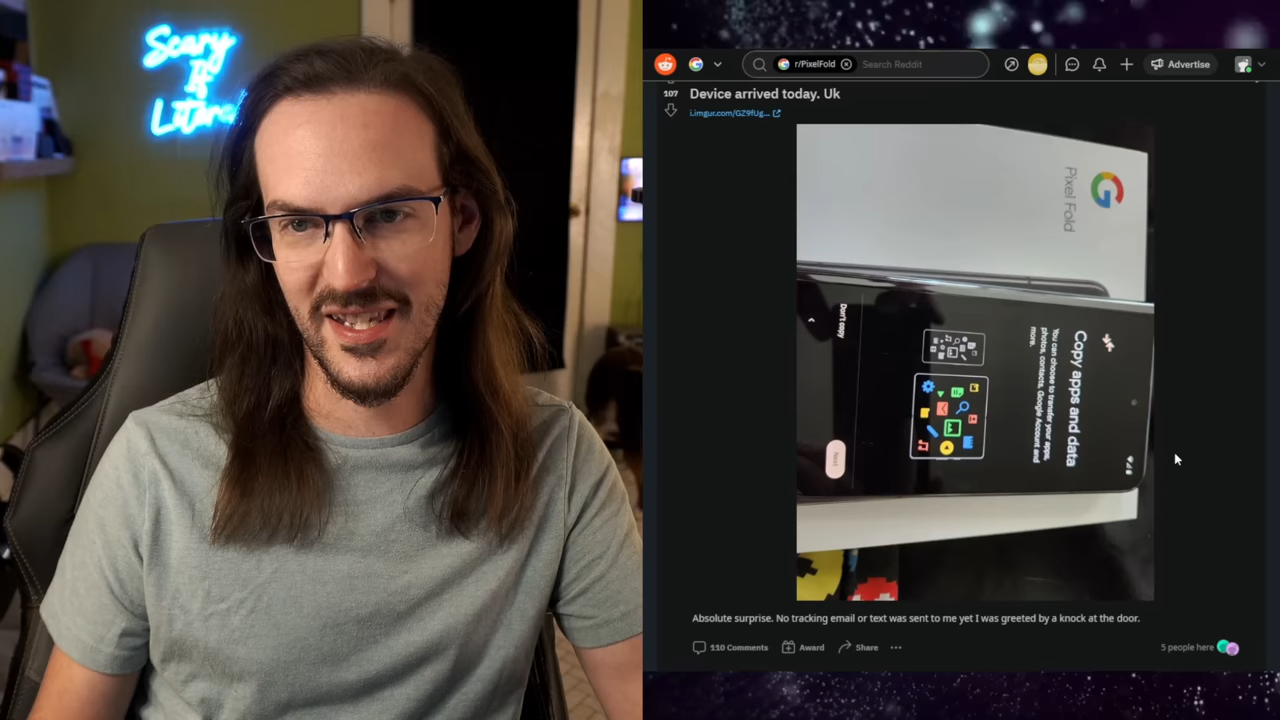 Scary
Is
r/PixelFold
Search Reddit
Advertise
107
Device arrived today. Uk
i.imgur.com/GZ9fUg...
Pixel Fold
Copy apps and data
You can choose to transfer your apps,
photos, contacts, Google Account and
more.
Don't copy
Next
Absolute surprise. No tracking email or text was sent to me yet I was greeted by a knock at the door.
110 Comments
Award
Share
5 people here